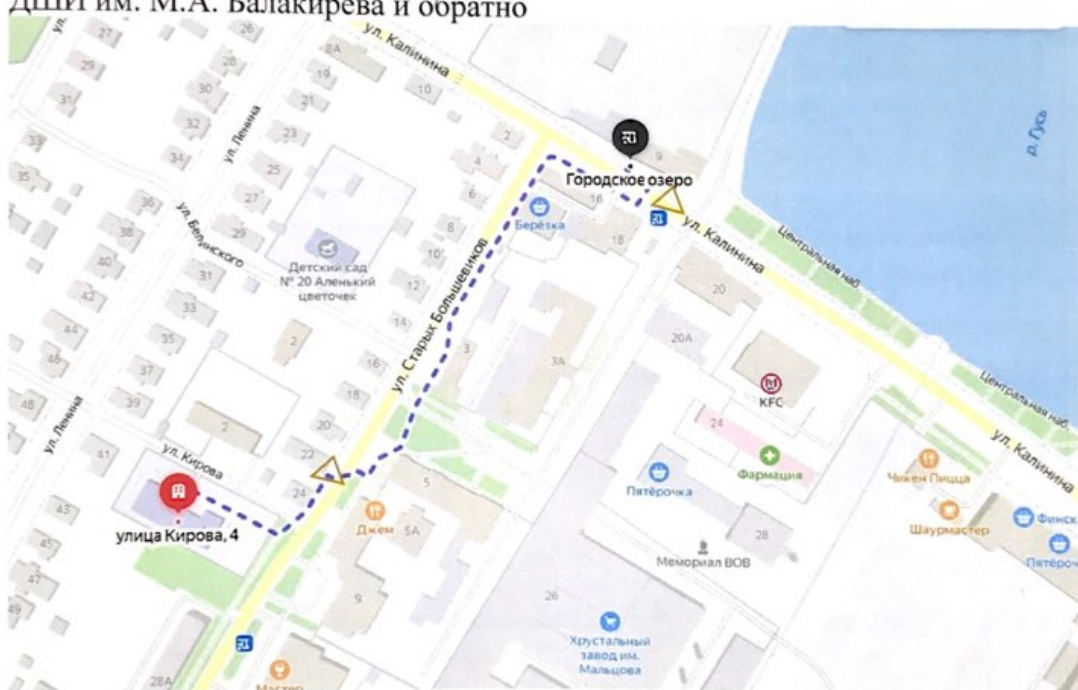 ДШИ им. М.А. Балакирева и обратно
ул. Калинина
ул. Ленина
ул. Белинского
Детский сад
№ 20 Аленький
цветочек
ул. Старых Большевиков
Городское озеро
Берёзка
ул. Калинина
Центральная наб.
р. Гусь
KFC
Центральная наб.
ул. Калинина
ул. Ленина
ул. Кирова
улица Кирова, 4
Джем
Пятёрочка
Фармация
Чикен Пицца
Шаурмастер
Финск
Пятёроч
Мемориал ВОВ
Хрустальный
завод им.
Мальцова
Мастер
27
26
8А
29
28
19
10
31
30
21
32
23
2
9
33
34
25
4
35
36
27
6
16
38
29
8
18
40
31
10
20
42
33
12
44
35
14
2
3
20А
3А
46
37
16
48
39
18
24
2
20
41
22
43
24
5
5А
28
45
47
9
26
49
28А